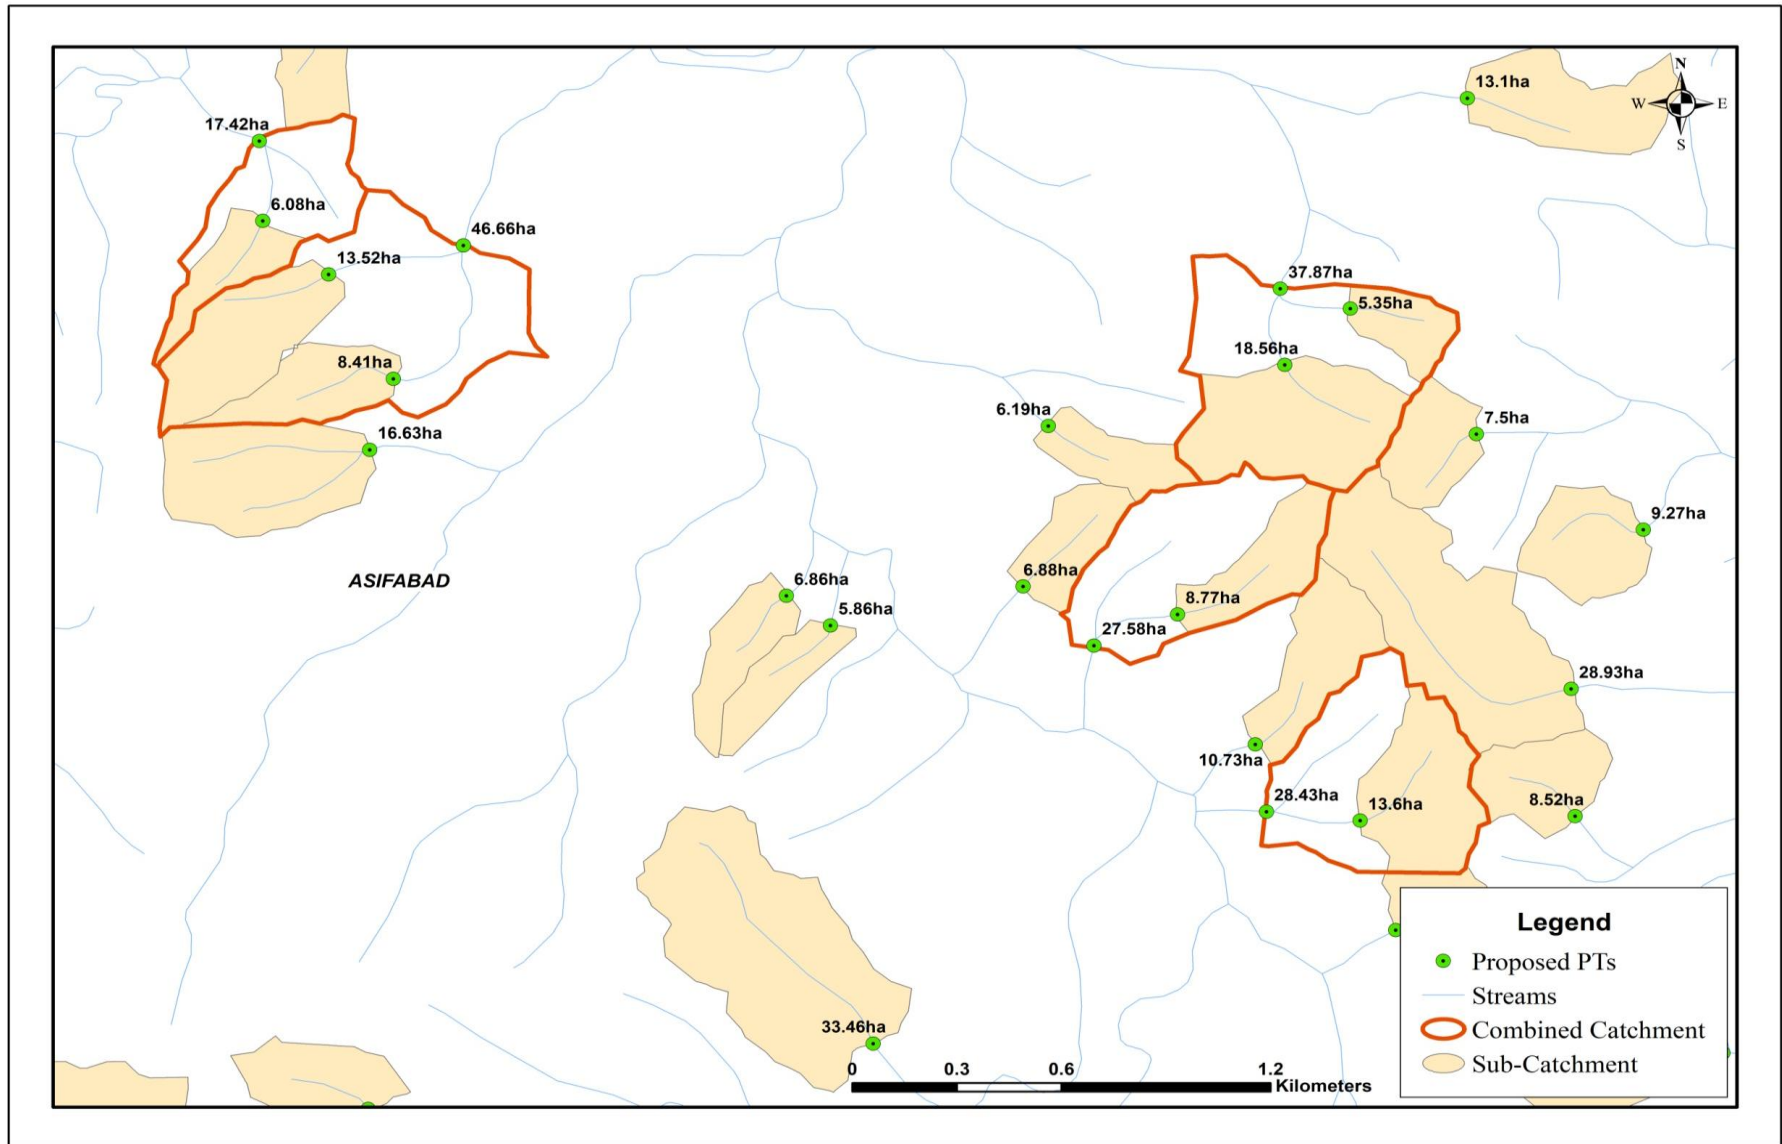 13.1ha
N
W E
S
17.42ha
6.08ha
46.66ha
13.52ha
37.87ha
5.35ha
18.56ha
8.41ha
6.19ha
7.5ha
16.63ha
9.27ha
ASIFABAD
6.86ha
6.88ha
8.77ha
5.86ha
27.58ha
28.93ha
10.73ha
28.43ha
13.6ha
8.52ha
33.46ha
Legend
Proposed PTs
Streams
Combined Catchment
Sub-Catchment
0 0.3 0.6 1.2
Kilometers